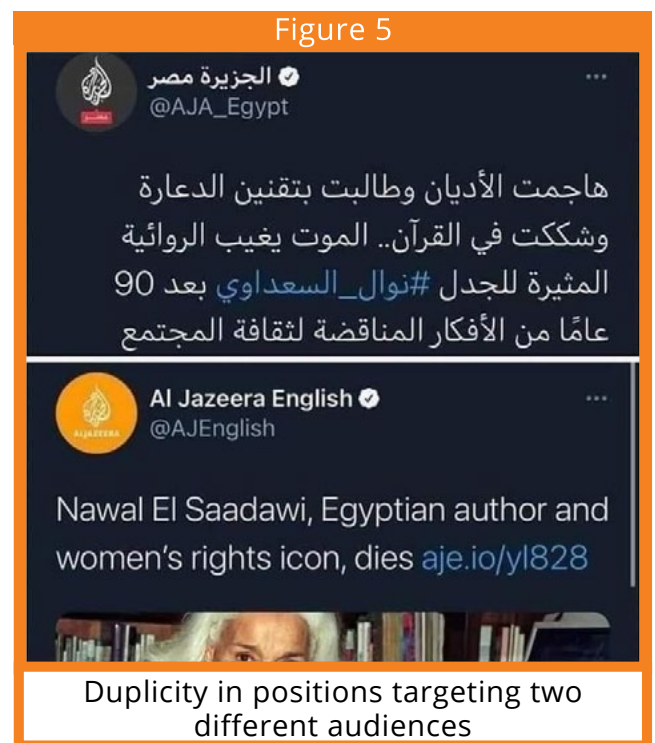 Figure 5
الجزيرة مصر
@AJA_Egypt
مصر
هاجمت الأديان وطالبت بتقنين الدعارة
وشككت في القرآن.. الموت يغيب الروائية
المثيرة للجدل #نوال_السعداوي بعد 90
عامًا من الأفكار المناقضة لثقافة المجتمع
Al Jazeera English
@AJEnglish
ALJAZEERA
Nawal El Saadawi, Egyptian author and
women's rights icon, dies aje.io/yl828
Duplicity in positions targeting two
different audiences